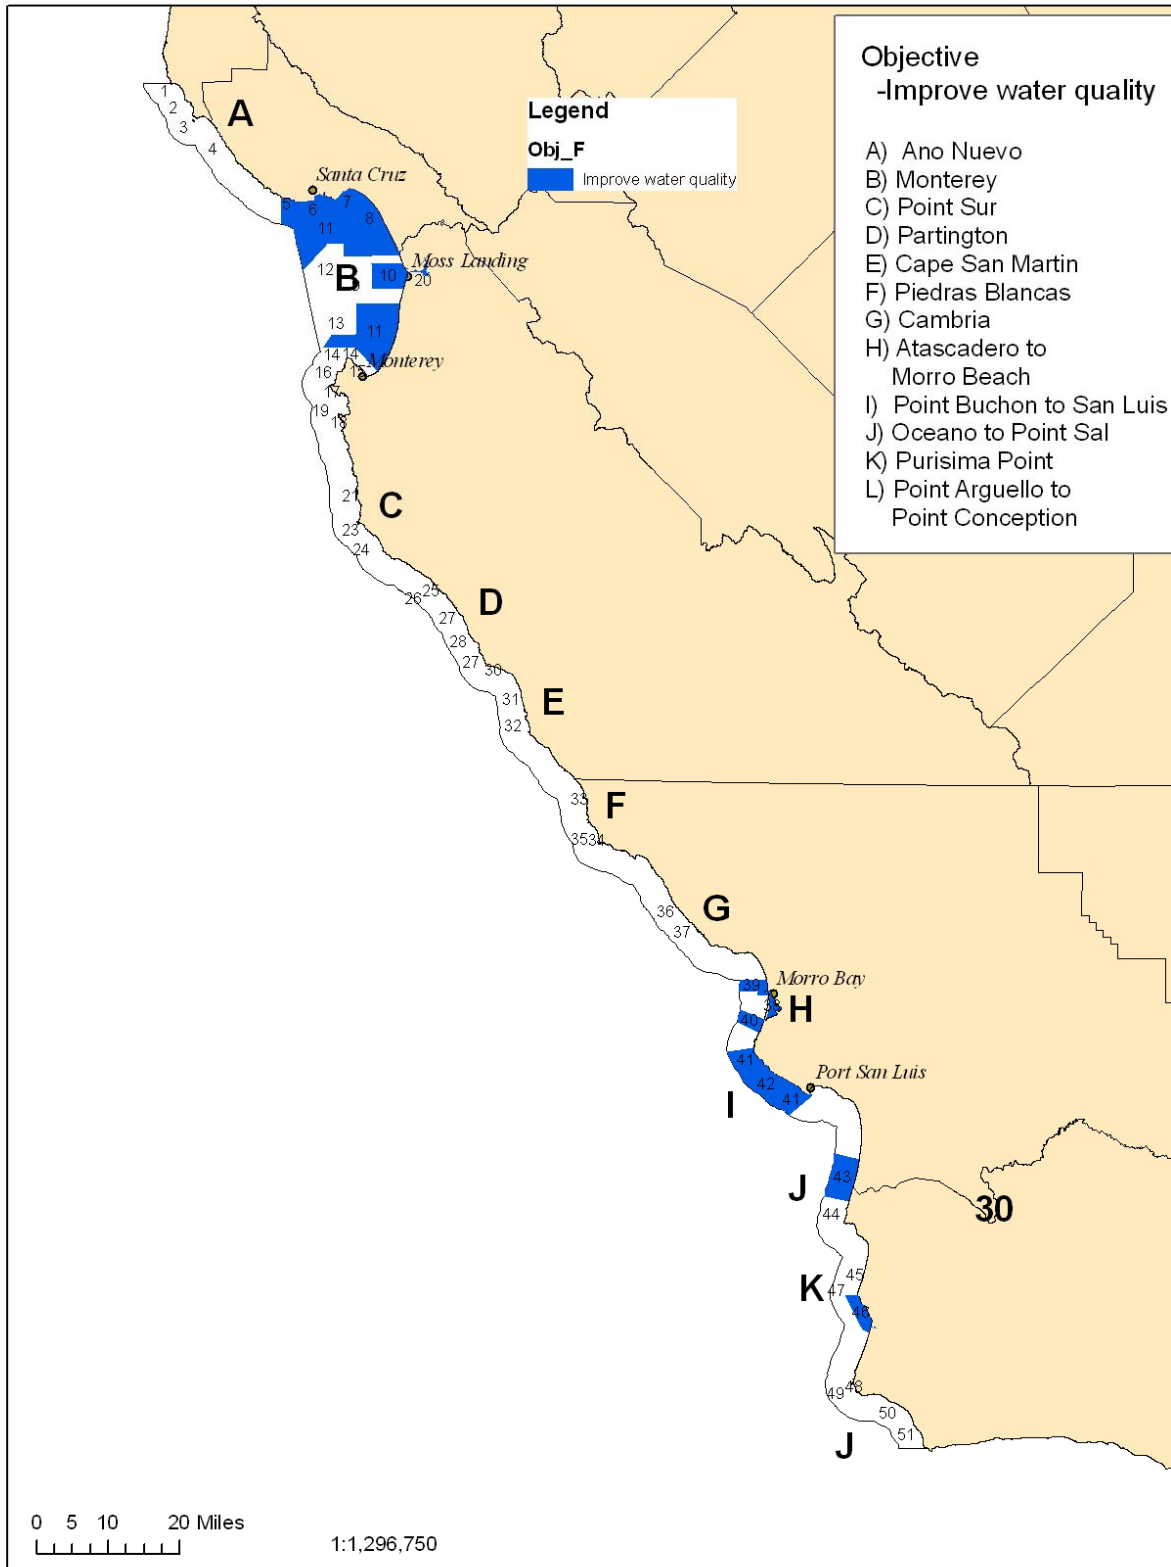 Objective
-Improve water quality
A) Ano Nuevo
B) Monterey
C) Point Sur
D) Partington
E) Cape San Martin
F) Piedras Blancas
G) Cambria
H) Atascadero to
Morro Beach
I) Point Buchon to San Luis
J) Oceano to Point Sal
K) Purisima Point
L) Point Arguello to
Point Conception
Legend
Obj_F
Improve water quality
1
2
3
4
A
Santa Cruz
5
6
7
8
11
12
B
9
10
Moss Landing
20
13
11
14
14
15
Monterey
16
19
18
21
C
23
24
25
26
D
27
28
27
30
31
E
32
33
F
35
34
36
G
37
39
Morro Bay
H
40
41
Port San Luis
42
41
I
43
J
30
44
45
K
47
46
48
49
50
51
J
0 5 10 20 Miles
1:1,296,750